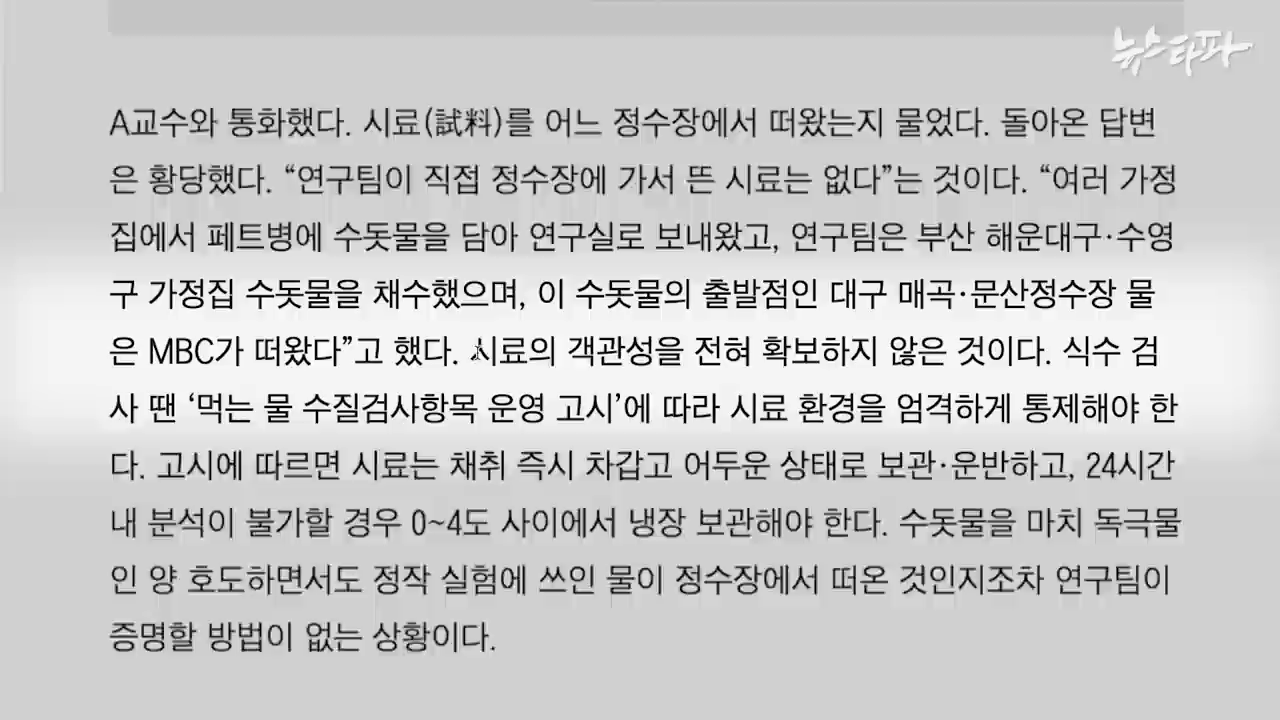 뉴스타파
A교수와 통화했다. 시료(試料)를 어느 정수장에서 떠왔는지 물었다. 돌아온 답변
은 황당했다. “연구팀이 직접 정수장에 가서 뜬 시료는 없다”는 것이다. “여러 가정
집에서 페트병에 수돗물을 담아 연구실로 보내왔고, 연구팀은 부산 해운대구·수영
구 가정집 수돗물을 채수했으며, 이 수돗물의 출발점인 대구 매곡·문산정수장 물
은 MBC가 떠왔다”고 했다. 시료의 객관성을 전혀 확보하지 않은 것이다. 식수 검
사 땐 ‘먹는 물 수질검사항목 운영 고시’에 따라 시료 환경을 엄격하게 통제해야 한
다. 고시에 따르면 시료는 채취 즉시 차갑고 어두운 상태로 보관·운반하고, 24시간
내 분석이 불가할 경우 0~4도 사이에서 냉장 보관해야 한다. 수돗물을 마치 독극물
인 양 호도하면서도 정작 실험에 쓰인 물이 정수장에서 떠온 것인지조차 연구팀이
증명할 방법이 없는 상황이다.